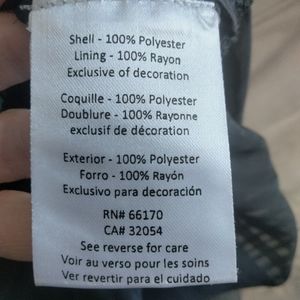 Shell - 100% Polyester
Lining - 100% Rayon
Exclusive of decoration
Coquille - 100% Polyester
Doublure - 100% Rayonne
exclusif de décoration
Exterior - 100% Polyester
Forro - 100% Rayón
Exclusivo para decoración
RN# 66170
CA# 32054
See reverse for care
Voir au verso pour les soins
Ver revertir para el cuidado